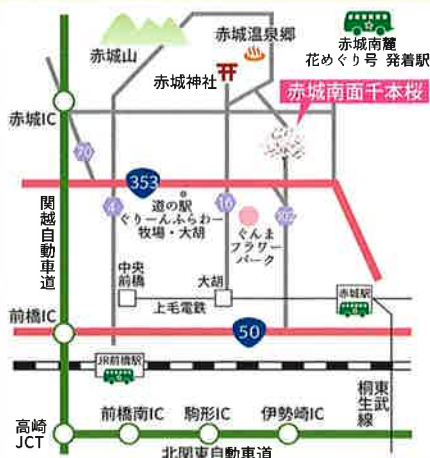 赤城山
赤城温泉郷
赤城南麓
花めぐり号 発着駅
赤城神社
赤城南面千本桜
赤城IC
70
353
4
16
道の駅
ぐりーんふらわー
牧場・大胡
ぐんま
フラワー
パーク
関越自動車道
中央
前橋
大胡
上毛電鉄
赤城駅
前橋IC
50
JR前橋駅
東武
桐生線
高崎
JCT
前橋南IC
駒形IC
伊勢崎IC
北関東自動車道